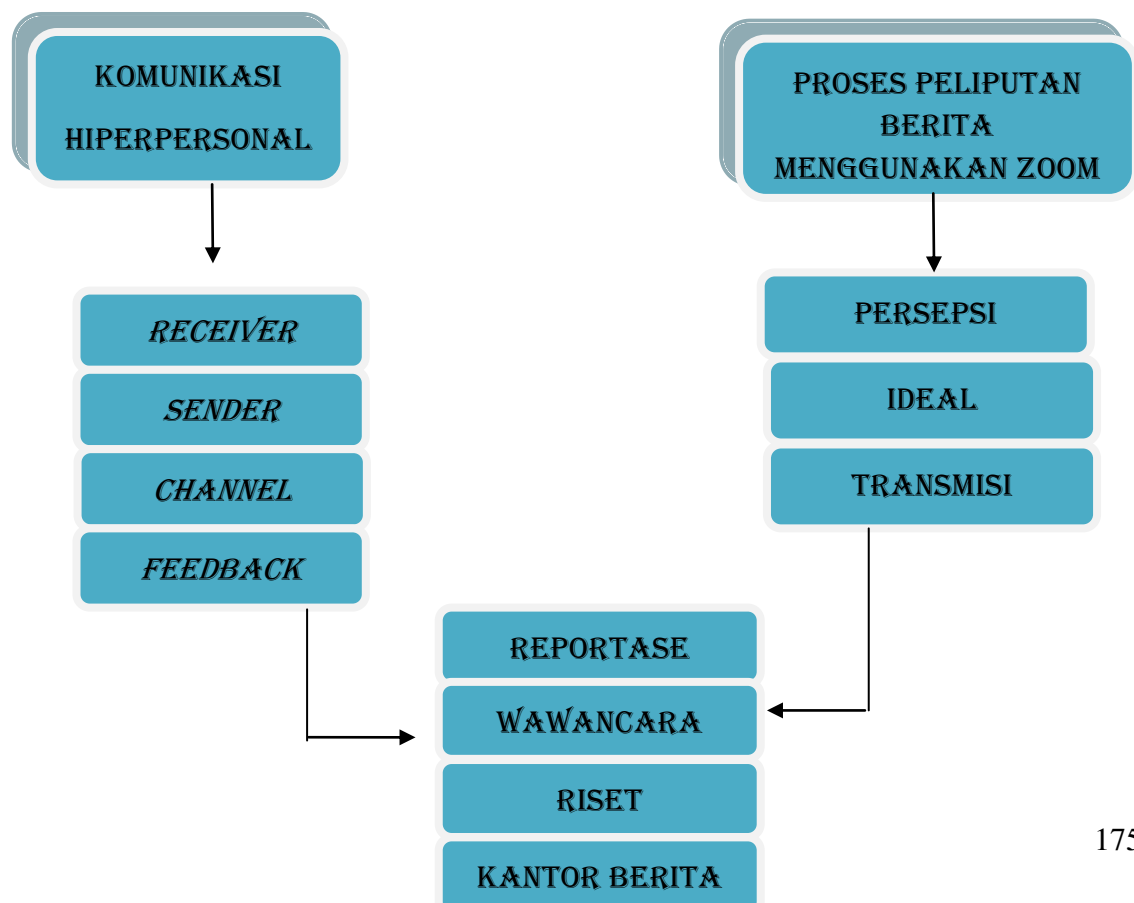 KOMUNIKASI
HIPERPERSONAL
PROSES PELIPUTAN
BERITA
MENGGUNAKAN ZOOM
RECEIVER
SENDER
CHANNEL
FEEDBACK
PERSEPSI
IDEAL
TRANSMISI
REPORTASE
WAWANCARA
RISET
KANTOR BERITA
175